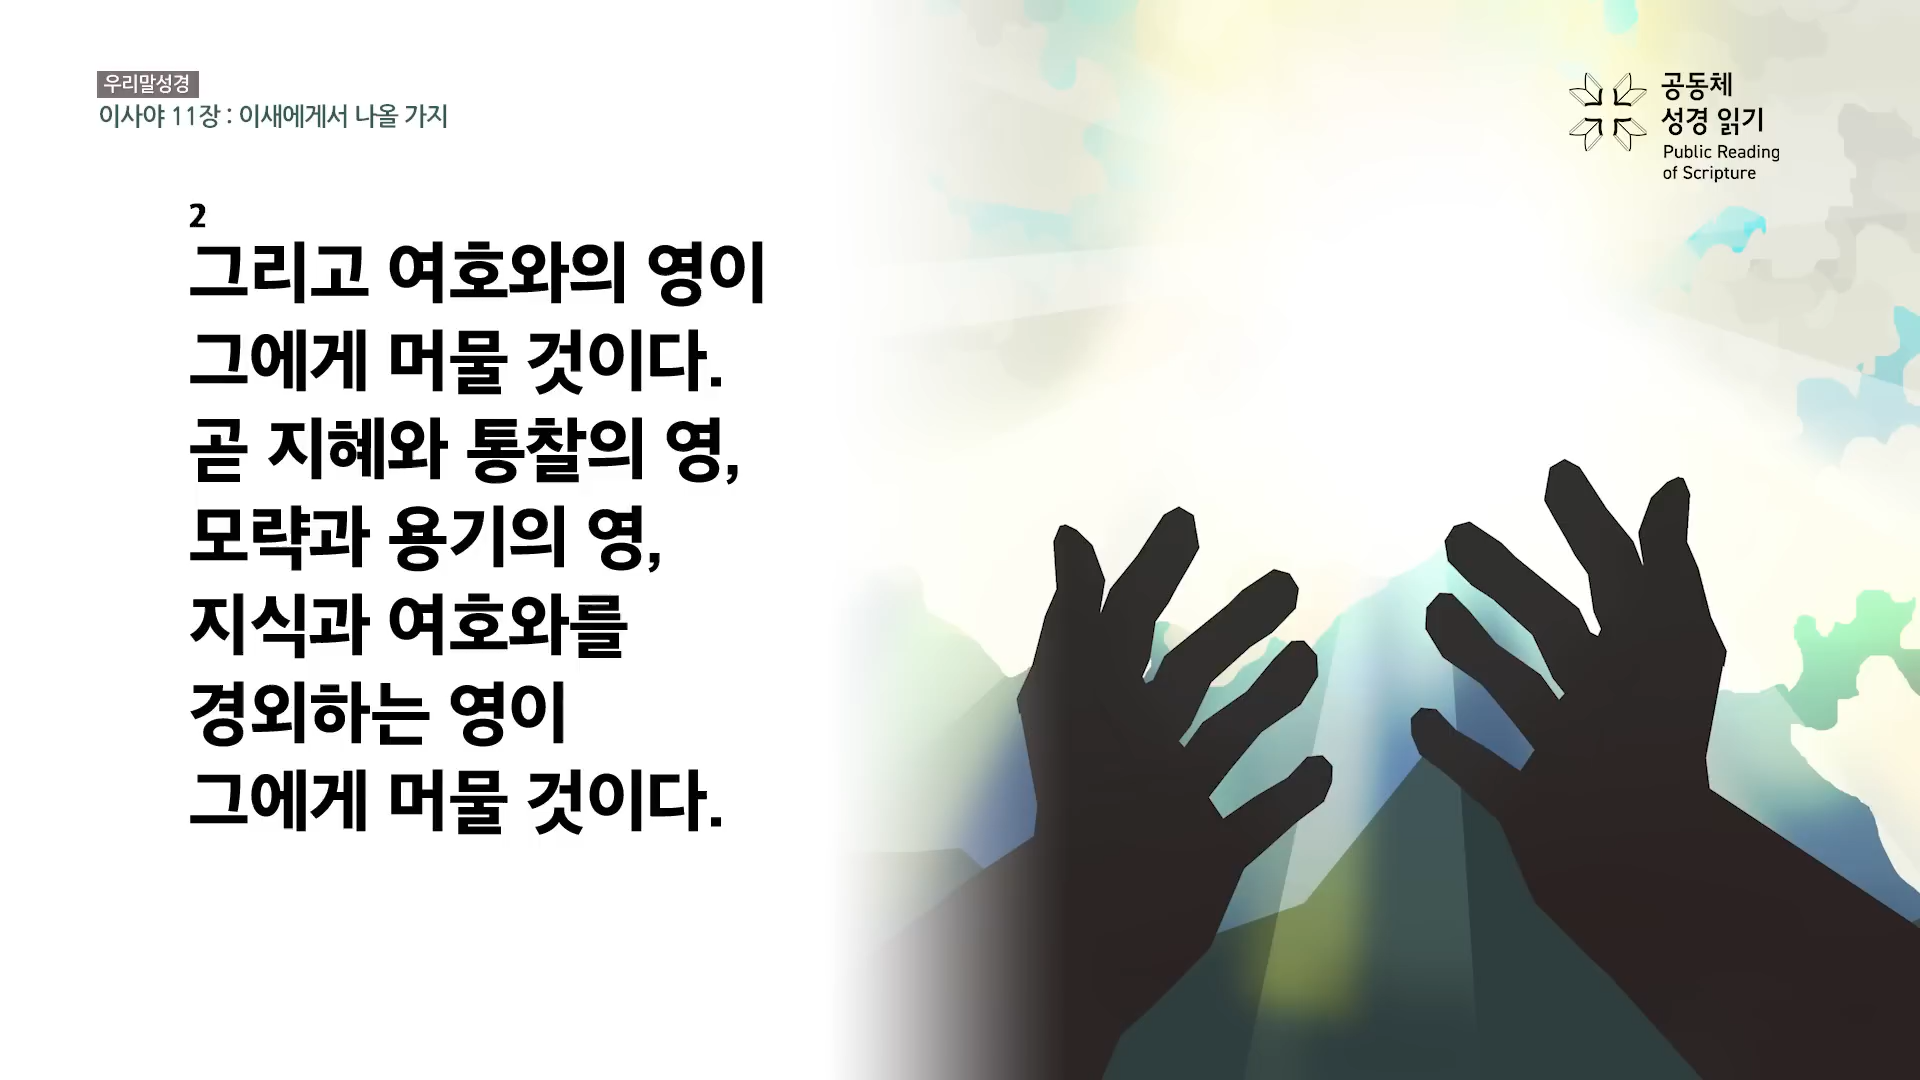 우리말성경
이사야 11장 : 이새에게서 나올 가지
공동체
성경 읽기
Public Reading
of Scripture
2
그리고 여호와의 영이
그에게 머물 것이다.
곧 지혜와 통찰의 영,
모략과 용기의 영,
지식과 여호와를
경외하는 영이
그에게 머물 것이다.